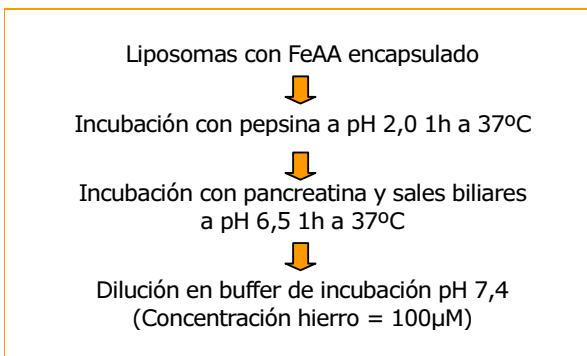 Liposomas con FeAA encapsulado
Incubación con pepsina a pH 2,0 1h a 37ºC
Incubación con pancreatina y sales biliares
a pH 6,5 1h a 37ºC
Dilución en buffer de incubación pH 7,4
(Concentración hierro = 100µM)